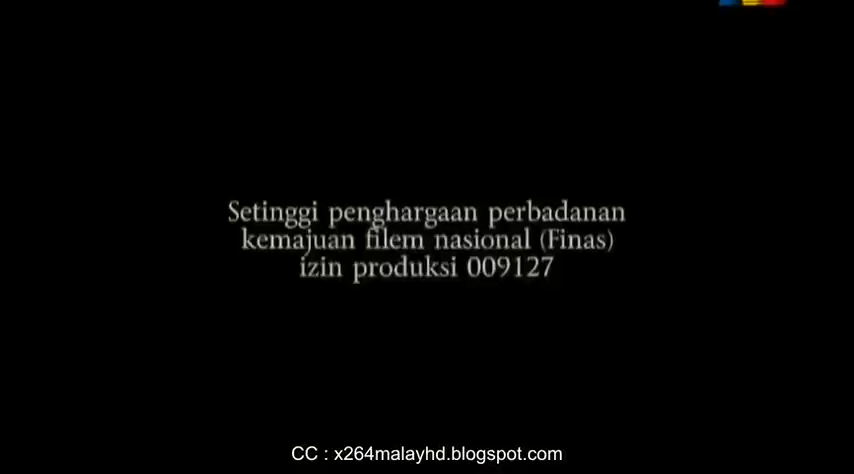 Setinggi penghargaan perbadanan
kemajuan filem nasional (Finas)
izin produksi 009127
CC : x264malayhd.blogspot.com